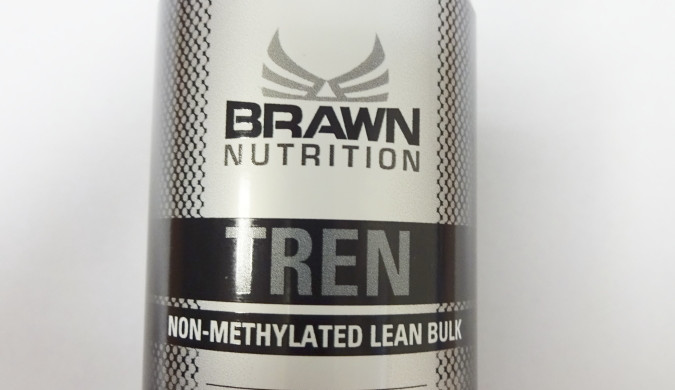 BRAWN
NUTRITION
TREN
NON-METHYLATED LEAN BULK